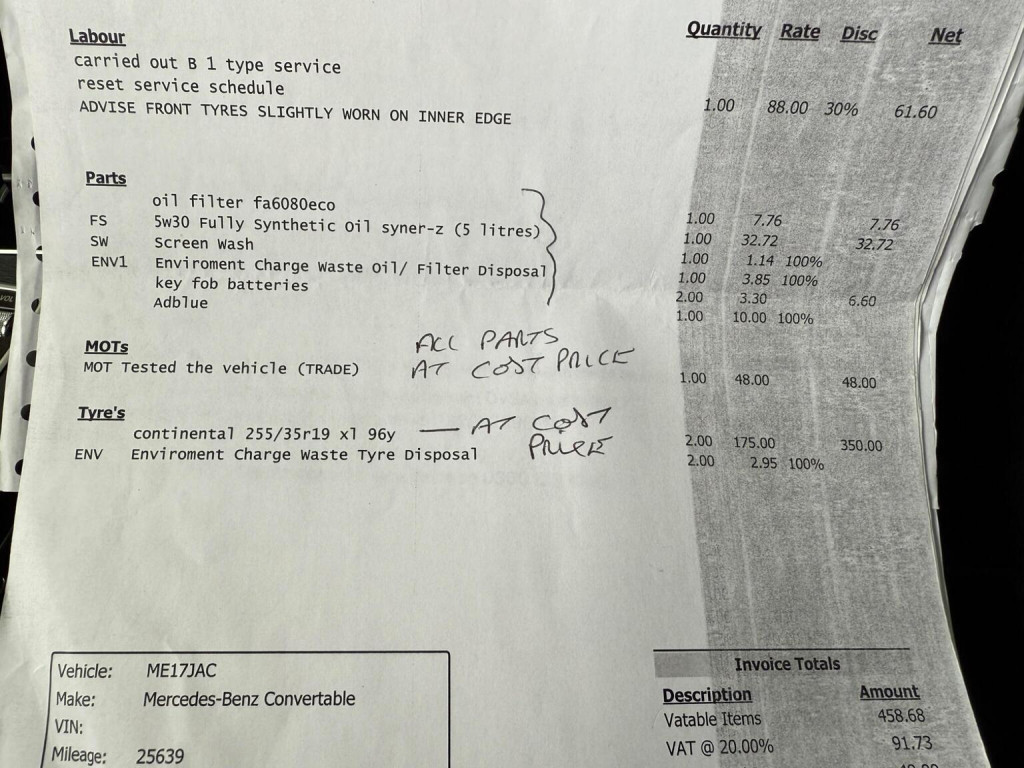 Labour Quantity Rate Disc Net
carried out B 1 type service
reset service schedule
ADVISE FRONT TYRES SLIGHTLY WORN ON INNER EDGE 1.00 88.00 30% 61.60
Parts
oil filter fa6080eco 1.00 7.76 7.76
FS 5w30 Fully Synthetic Oil syner-z (5 litres) 1.00 32.72 32.72
SW Screen Wash 1.00 1.14 100%
ENV1 Enviroment Charge Waste Oil/ Filter Disposal 1.00 3.85 100%
key fob batteries 2.00 3.30 6.60
Adblue 1.00 10.00 100%
ALL PARTS
AT COST PRICE
MOTs
MOT Tested the vehicle (TRADE) 1.00 48.00 48.00
Tyre's
continental 255/35r19 xl 96y — AT COST PRICE 2.00 175.00 350.00
ENV Enviroment Charge Waste Tyre Disposal 2.00 2.95 100%
Vehicle: ME17JAC
Make: Mercedes-Benz Convertable
VIN:
Mileage: 25639
Invoice Totals
Description Amount
Vatable Items 458.68
VAT @ 20.00% 91.73